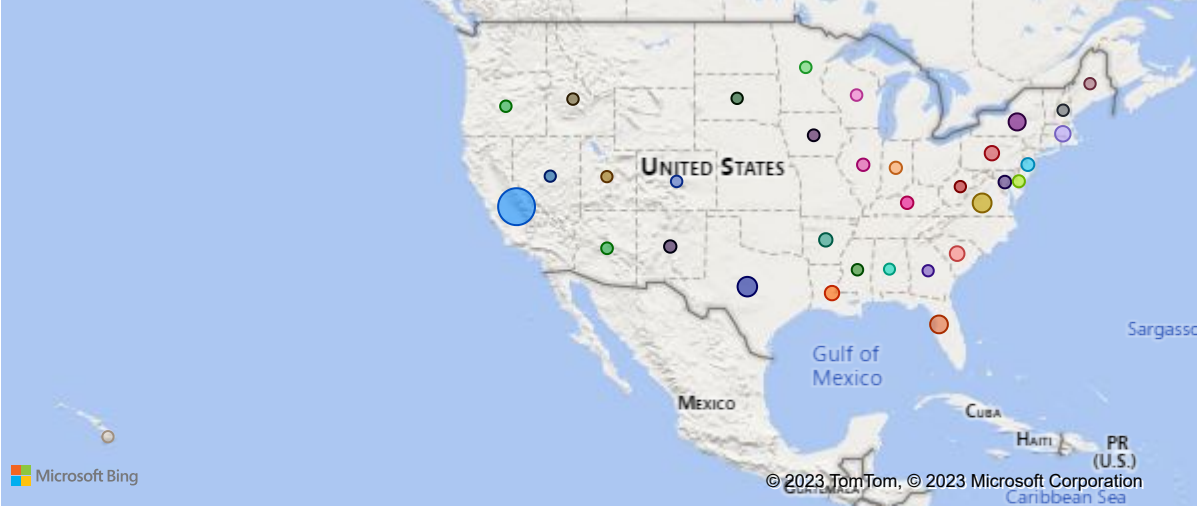 UNITED STATES
Sargasso
Gulf of
Mexico
MEXICO
CUBA
HAITI
PR
(U.S.)
Microsoft Bing
© 2023 TomTom, © 2023 Microsoft Corporation
GUATEMALA
Caribbean Sea